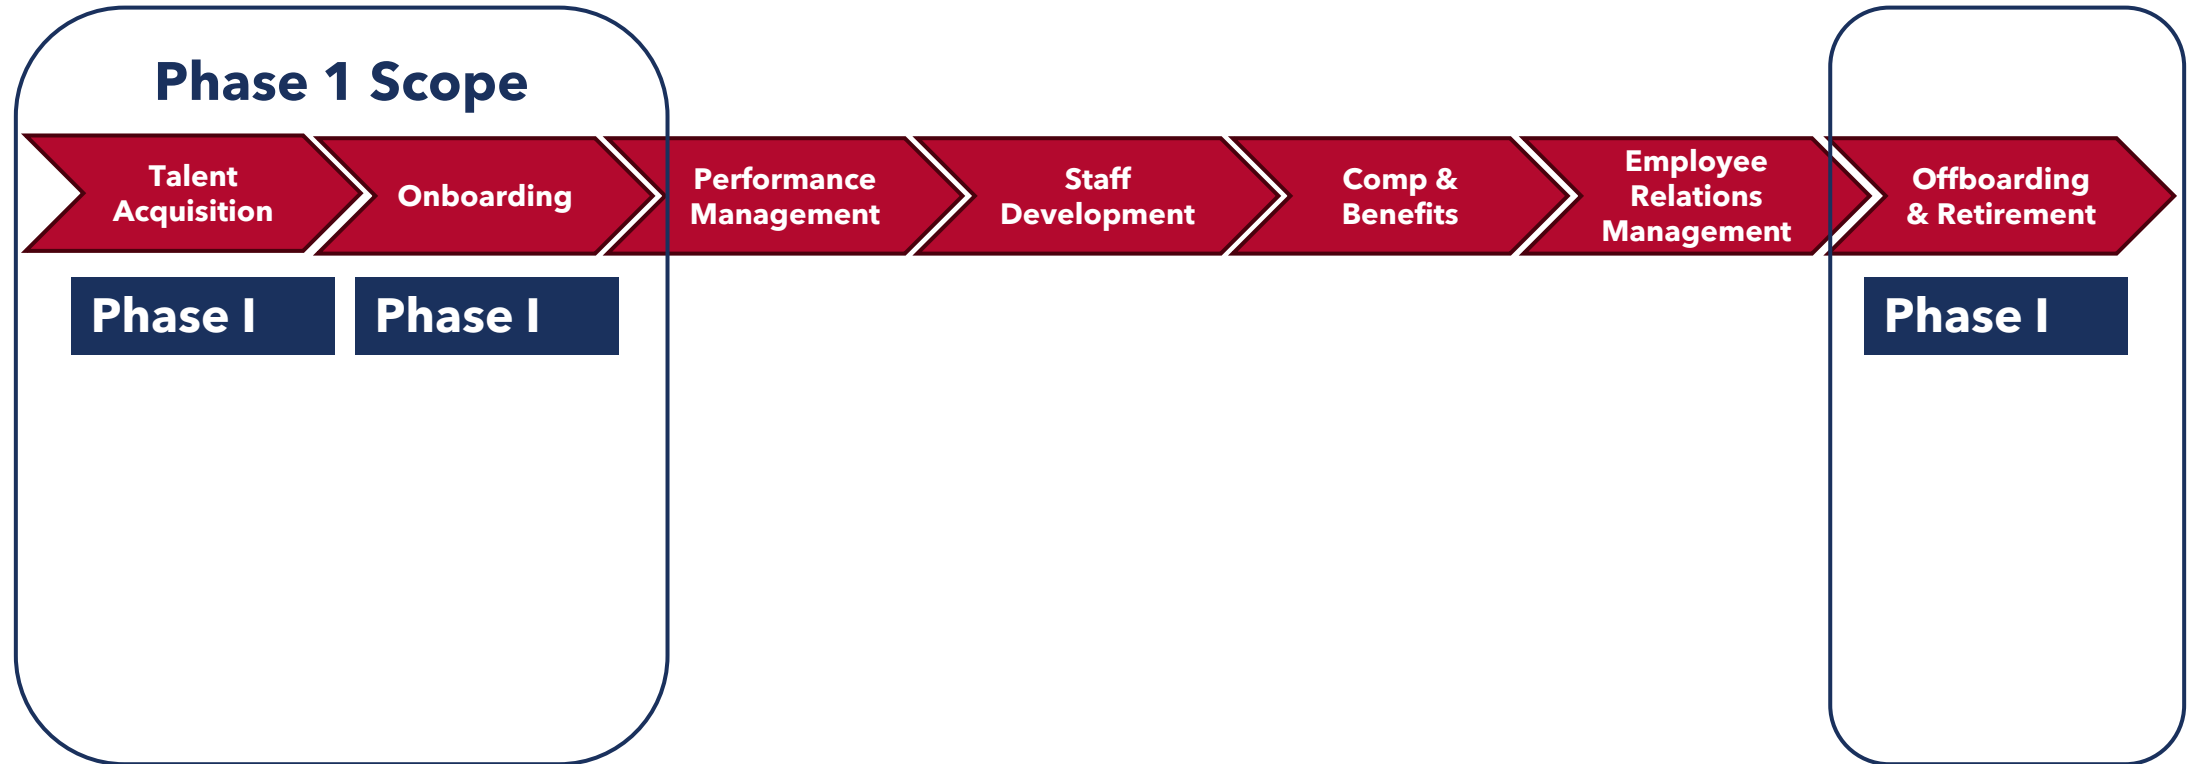 Phase 1 Scope
Talent
Acquisition
Onboarding
Performance
Management
Staff
Development
Comp &
Benefits
Employee
Relations
Management
Offboarding
& Retirement
Phase I
Phase I
Phase I